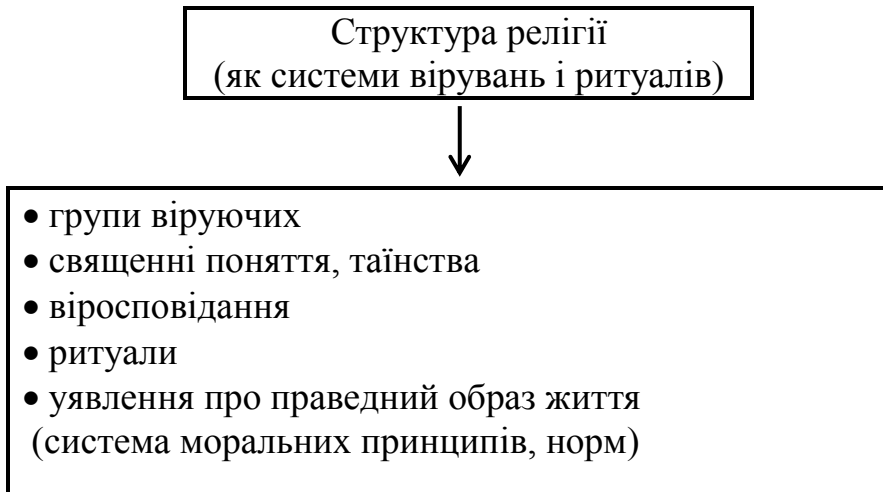 Структура релігії
(як системи вірувань і ритуалів)
• групи віруючих
• священні поняття, таїнства
• віросповідання
• ритуали
• уявлення про праведний образ життя
(система моральних принципів, норм)